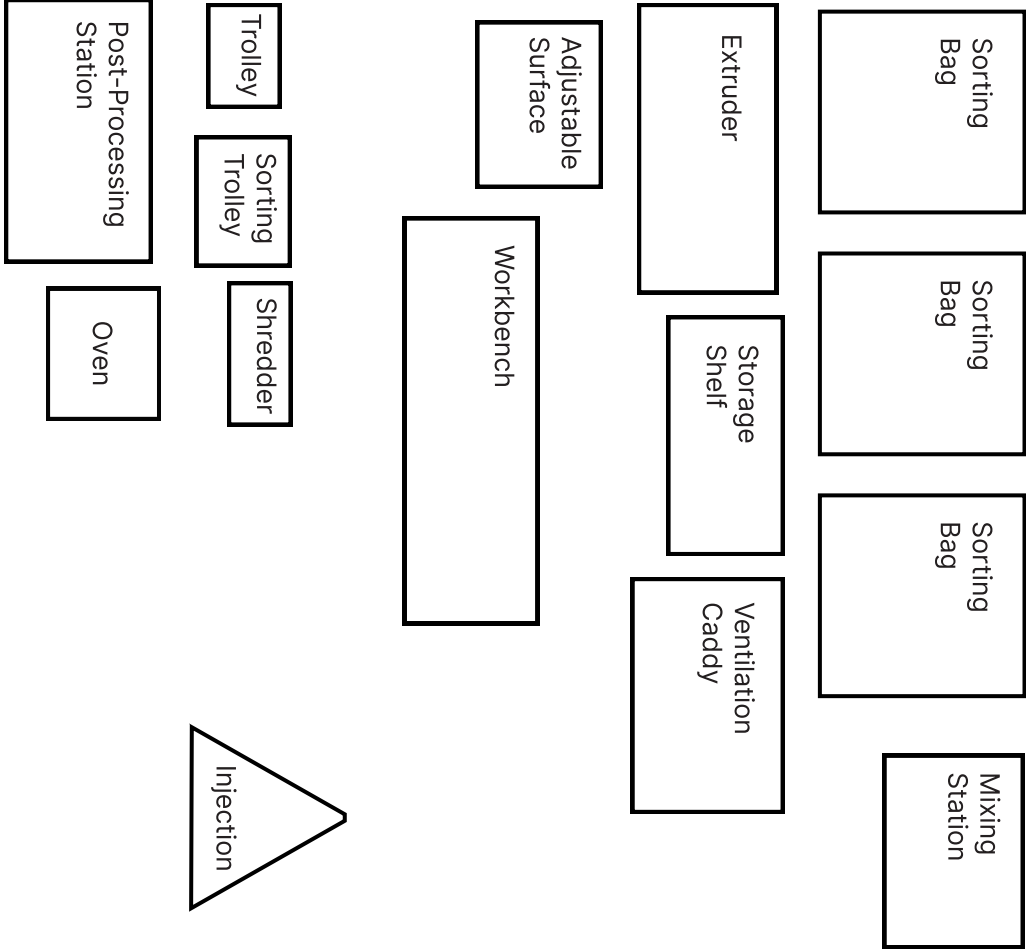 Sorting
Bag
Sorting
Bag
Sorting
Bag
Mixing
Station
Extruder
Storage
Shelf
Ventilation
Caddy
Adjustable
Surface
Workbench
Trolley
Sorting
Trolley
Shredder
Injection
Post-Processing
Station
Oven